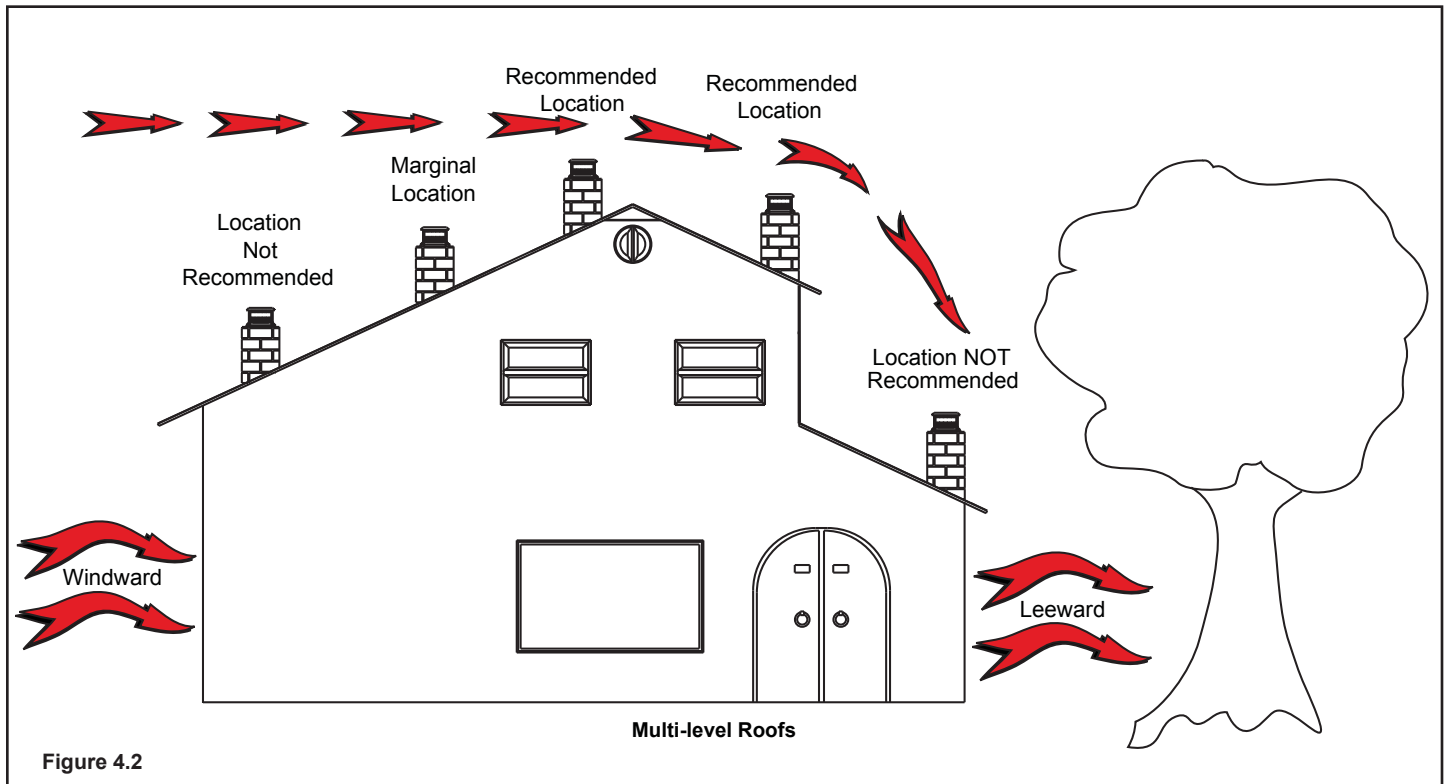 Recommended
Location
Recommended
Location
Marginal
Location
Location
Not
Recommended
Location NOT
Recommended
Windward
Leeward
Multi-level Roofs
Figure 4.2